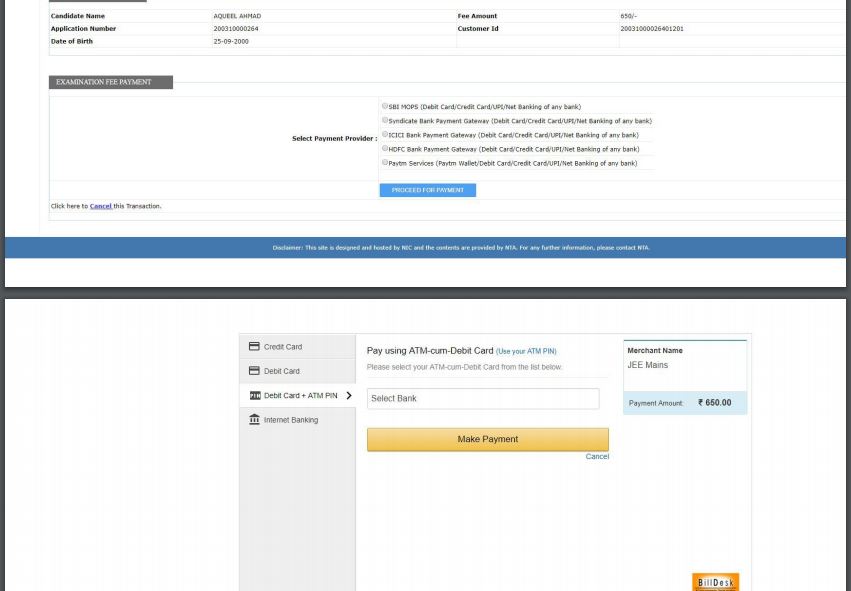 Candidate Name AQUEEL AHMAD Fee Amount 650/-
Application Number 200310000264 Customer Id 20031000026401201
Date of Birth 25-09-2000
EXAMINATION FEE PAYMENT
Select Payment Provider :
SBI MOPS (Debit Card/Credit Card/UPI/Net Banking of any bank)
Syndicate Bank Payment Gateway (Debit Card/Credit Card/UPI/Net Banking of any bank)
ICICI Bank Payment Gateway (Debit Card/Credit Card/UPI/Net Banking of any bank)
HDFC Bank Payment Gateway (Debit Card/Credit Card/UPI/Net Banking of any bank)
Paytm Services (Paytm Wallet/Debit Card/Credit Card/UPI/Net Banking of any bank)
PROCEED FOR PAYMENT
Click here to Cancel this Transaction.
Disclaimer: This site is designed and hosted by NIC and the contents are provided by NTA. For any further information, please contact NTA.
Credit Card
Debit Card
Debit Card + ATM PIN
Internet Banking
Pay using ATM-cum-Debit Card (Use your ATM PIN)
Please select your ATM-cum-Debit Card from the list below.
Select Bank
Make Payment
Cancel
Merchant Name
JEE Mains
Payment Amount: ₹ 650.00
BillDesk